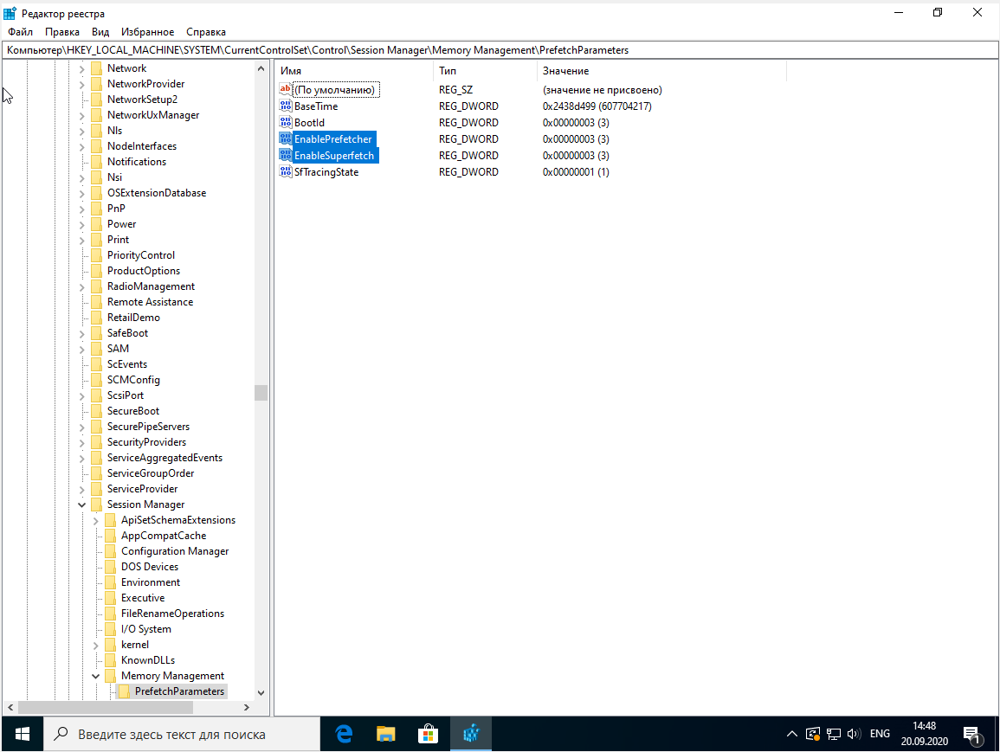 Редактор реестра
Файл Правка Вид Избранное Справка
Компьютер\HKEY_LOCAL_MACHINE\SYSTEM\CurrentControlSet\Control\Session Manager\Memory Management\PrefetchParameters
Network
NetworkProvider
NetworkSetup2
NetworkUxManager
Nls
NodeInterfaces
Notifications
Nsi
OSExtensionDatabase
PnP
Power
Print
PriorityControl
ProductOptions
RadioManagement
Remote Assistance
RetailDemo
SafeBoot
SAM
ScEvents
SCMConfig
ScsiPort
SecureBoot
SecurePipeServers
SecurityProviders
ServiceAggregatedEvents
ServiceGroupOrder
ServiceProvider
Session Manager
ApiSetSchemaExtensions
AppCompatCache
Configuration Manager
DOS Devices
Environment
Executive
FileRenameOperations
I/O System
kernel
KnownDLLs
Memory Management
PrefetchParameters
Имя Тип Значение
(По умолчанию) REG_SZ (значение не присвоено)
BaseTime REG_DWORD 0x2438d499 (607704217)
BootId REG_DWORD 0x00000003 (3)
EnablePrefetcher REG_DWORD 0x00000003 (3)
EnableSuperfetch REG_DWORD 0x00000003 (3)
SfTracingState REG_DWORD 0x00000001 (1)
Введите здесь текст для поиска
ENG
14:48
20.09.2020
1